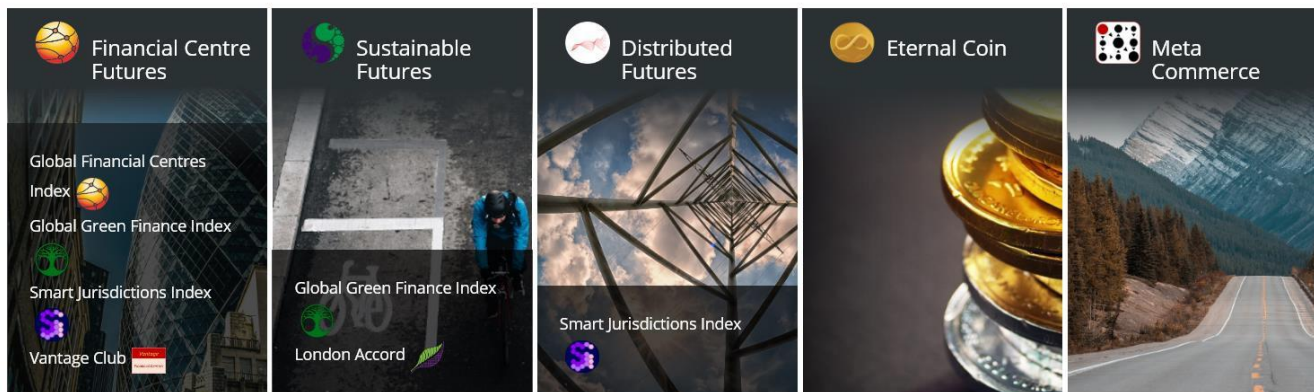 Financial Centre
Futures
Global Financial Centres
Index
Global Green Finance Index
Smart Jurisdictions Index
Vantage Club
Vantage
Sustainable
Futures
Global Green Finance Index
London Accord
Distributed
Futures
Smart Jurisdictions Index
Eternal Coin
Meta
Commerce